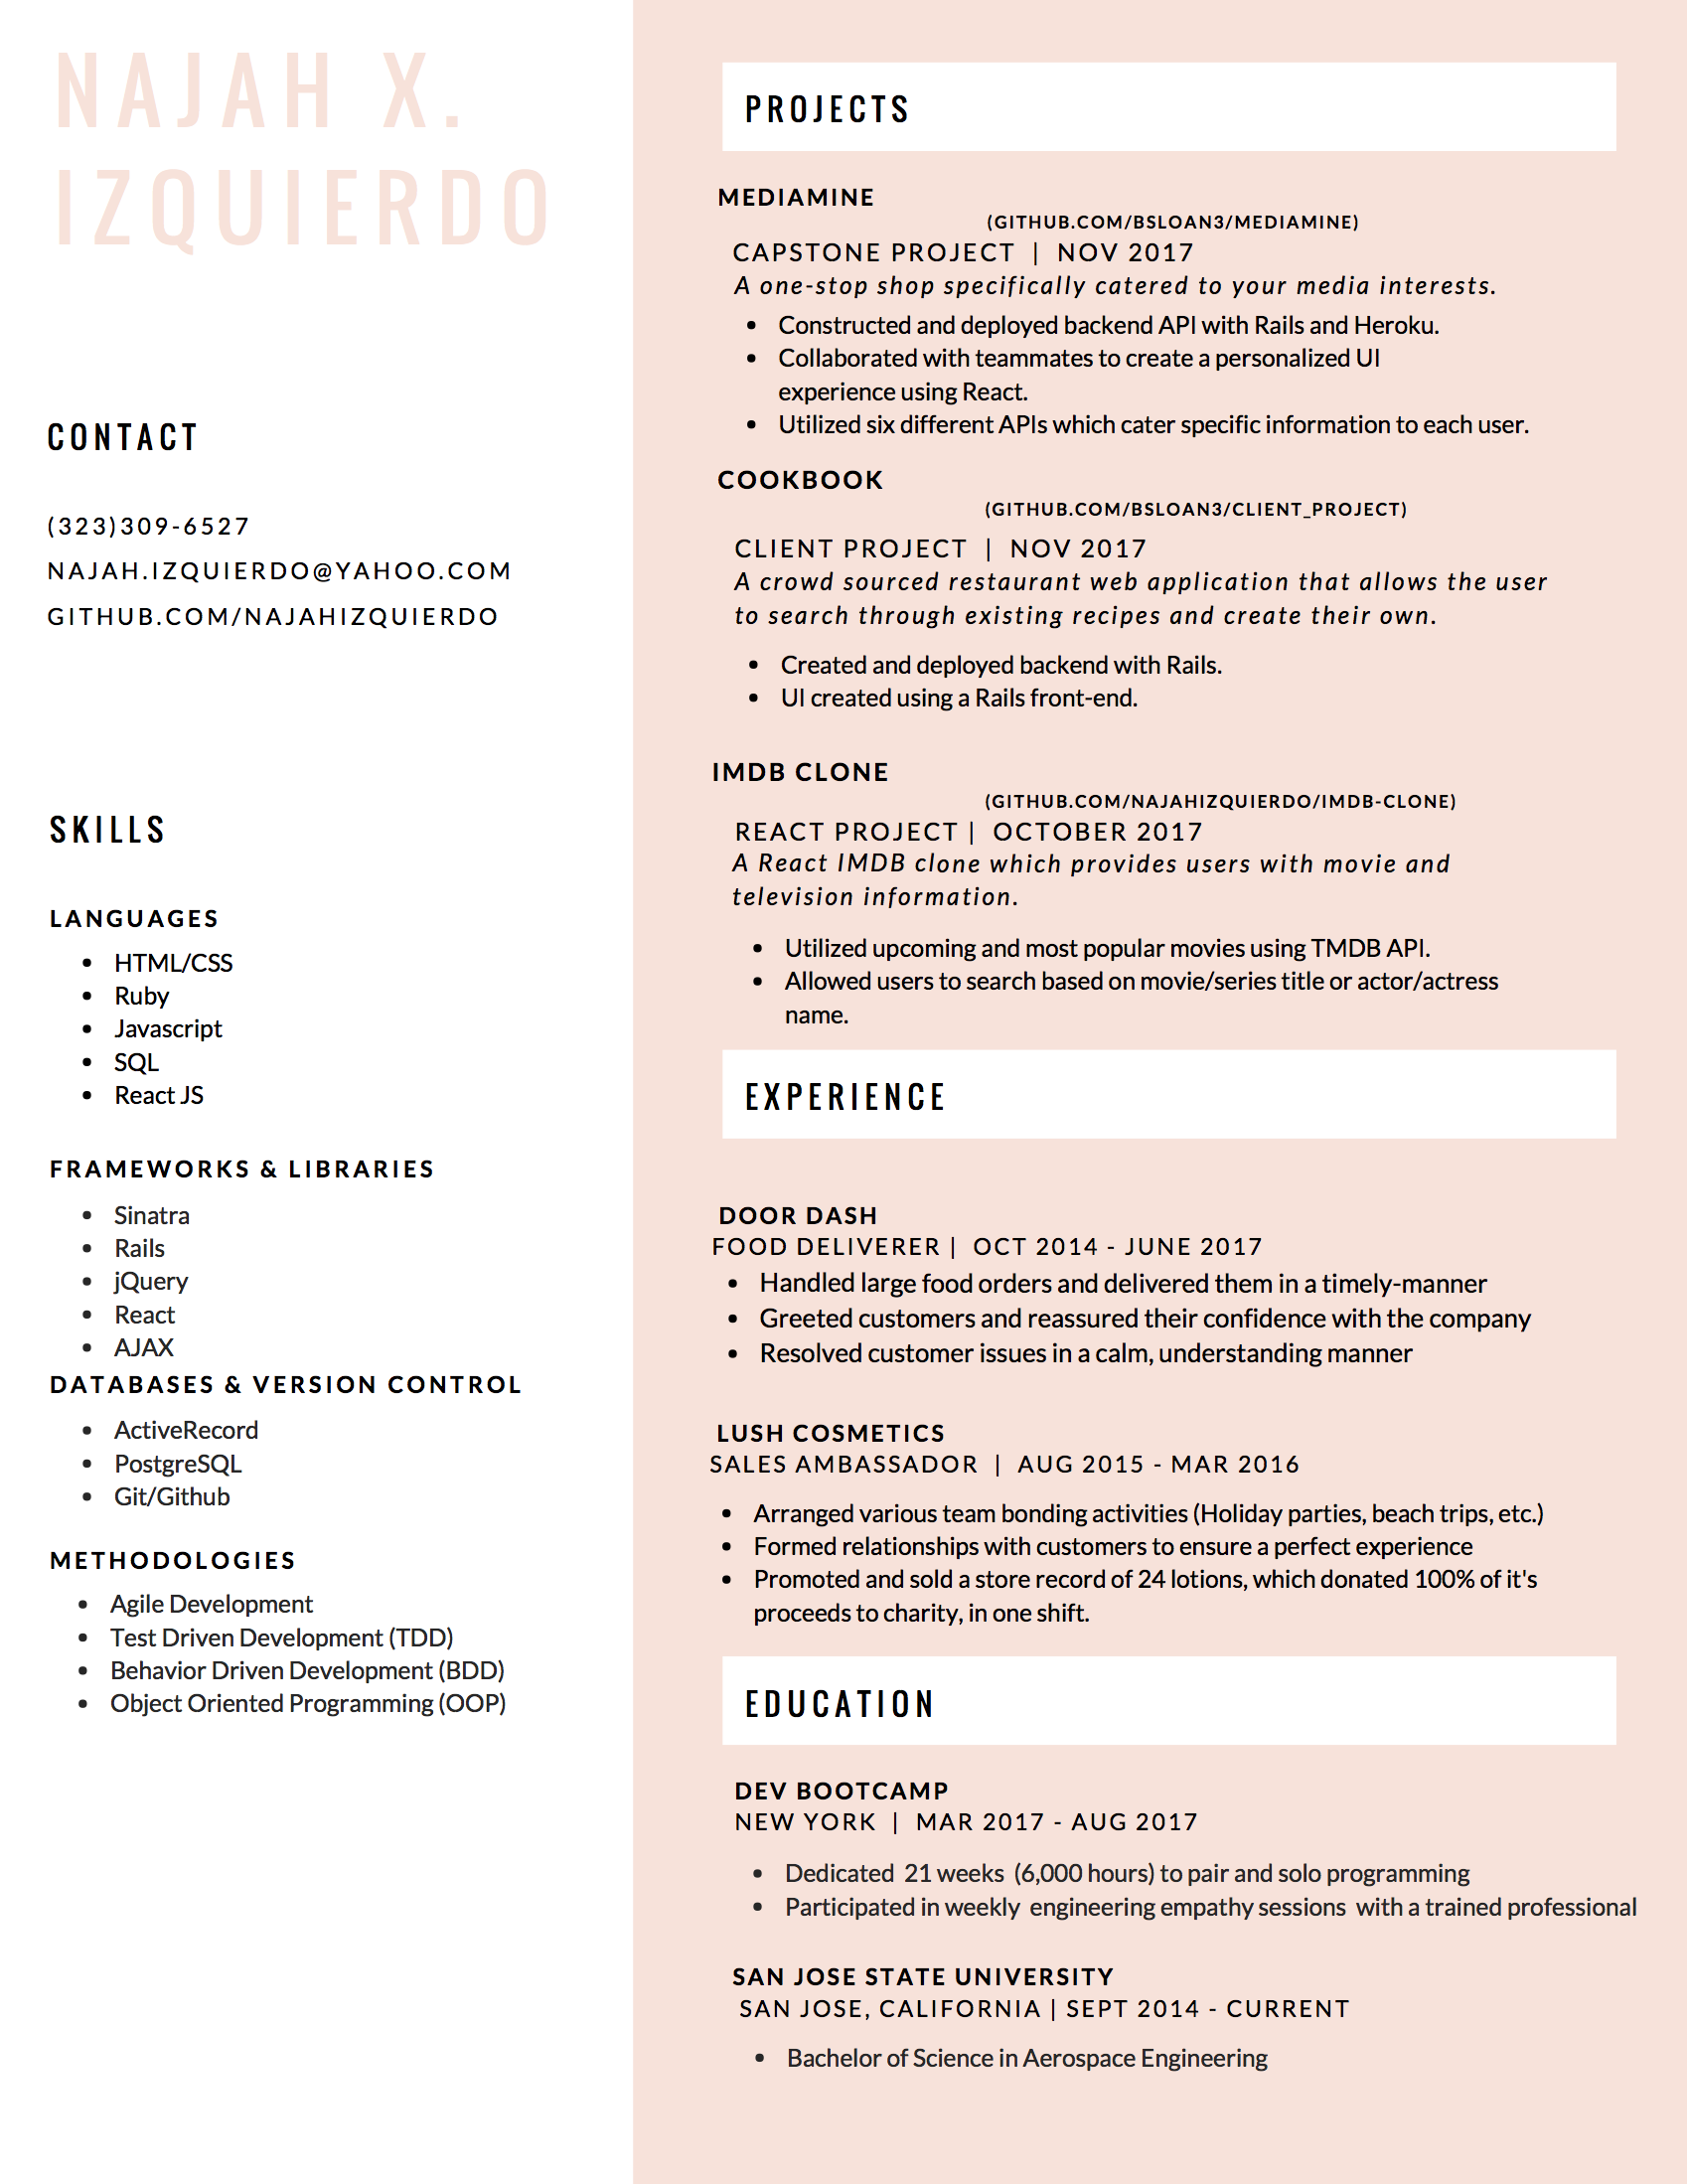 NAJAH X.
IZQUIERDO
CONTACT
(323)309-6527
NAJAH.IZQUIERDO@YAHOO.COM
GITHUB.COM/NAJAHIZQUIERDO
SKILLS
LANGUAGES
• HTML/CSS
• Ruby
• Javascript
• SQL
• React JS
FRAMEWORKS & LIBRARIES
• Sinatra
• Rails
• jQuery
• React
• AJAX
DATABASES & VERSION CONTROL
• ActiveRecord
• PostgreSQL
• Git/Github
METHODOLOGIES
• Agile Development
• Test Driven Development (TDD)
• Behavior Driven Development (BDD)
• Object Oriented Programming (OOP)
PROJECTS
MEDIAMINE
(GITHUB.COM/BSLOAN3/MEDIAMINE)
CAPSTONE PROJECT | NOV 2017
A one-stop shop specifically catered to your media interests.
• Constructed and deployed backend API with Rails and Heroku.
• Collaborated with teammates to create a personalized UI
experience using React.
• Utilized six different APIs which cater specific information to each user.
COOKBOOK
(GITHUB.COM/BSLOAN3/CLIENT_PROJECT)
CLIENT PROJECT | NOV 2017
A crowd sourced restaurant web application that allows the user
to search through existing recipes and create their own.
• Created and deployed backend with Rails.
• UI created using a Rails front-end.
IMDB CLONE
(GITHUB.COM/NAJAHIZQUIERDO/IMDB-CLONE)
REACT PROJECT | OCTOBER 2017
A React IMDB clone which provides users with movie and
television information.
• Utilized upcoming and most popular movies using TMDB API.
• Allowed users to search based on movie/series title or actor/actress
name.
EXPERIENCE
DOOR DASH
FOOD DELIVERER | OCT 2014 - JUNE 2017
• Handled large food orders and delivered them in a timely-manner
• Greeted customers and reassured their confidence with the company
• Resolved customer issues in a calm, understanding manner
LUSH COSMETICS
SALES AMBASSADOR | AUG 2015 - MAR 2016
• Arranged various team bonding activities (Holiday parties, beach trips, etc.)
• Formed relationships with customers to ensure a perfect experience
• Promoted and sold a store record of 24 lotions, which donated 100% of it's
proceeds to charity, in one shift.
EDUCATION
DEV BOOTCAMP
NEW YORK | MAR 2017 - AUG 2017
• Dedicated 21 weeks (6,000 hours) to pair and solo programming
• Participated in weekly engineering empathy sessions with a trained professional
SAN JOSE STATE UNIVERSITY
SAN JOSE, CALIFORNIA | SEPT 2014 - CURRENT
• Bachelor of Science in Aerospace Engineering